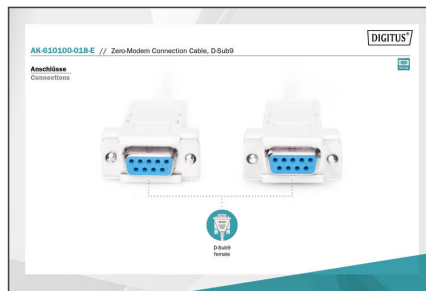 DIGITUS®
AK-610100-018-E // Zero-Modem Connection Cable, D-Sub9
Anschlüsse
Connections
D-Sub9
female